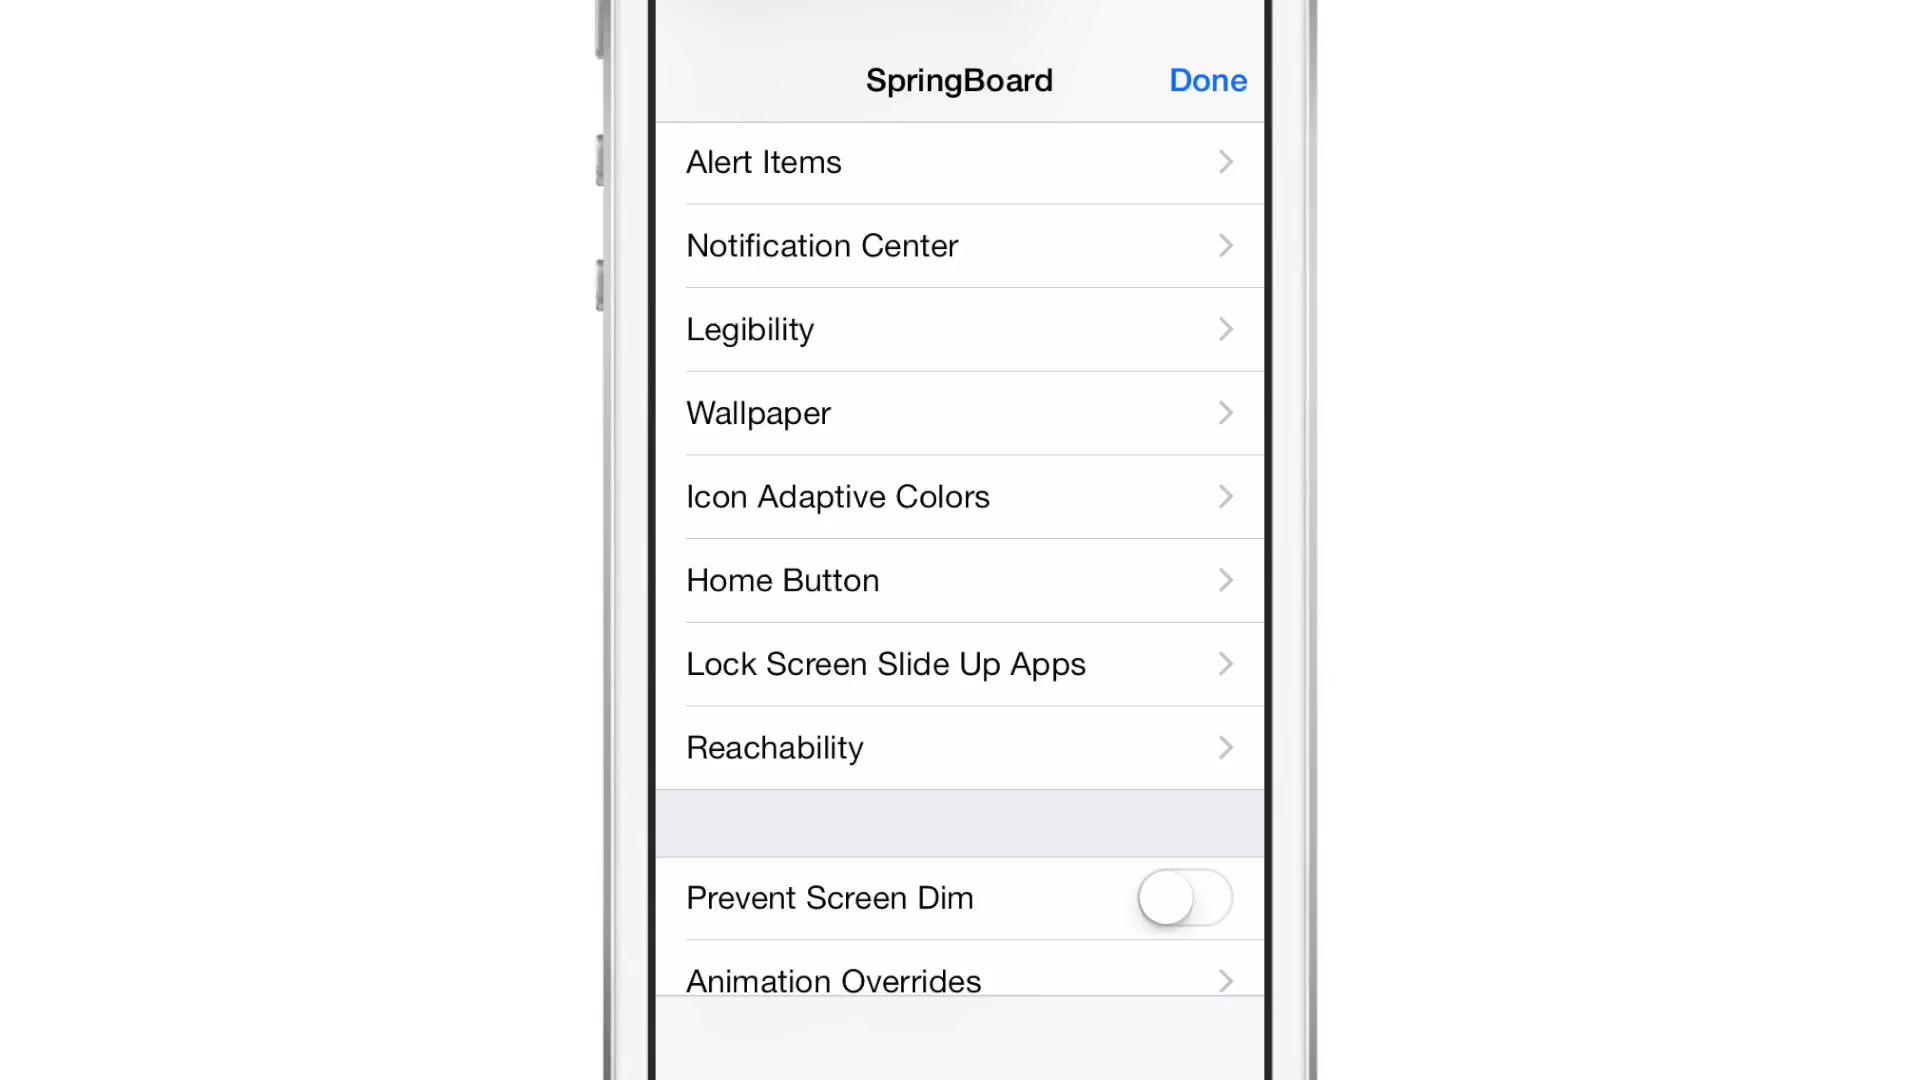 SpringBoard
Done
Alert Items
Notification Center
Legibility
Wallpaper
Icon Adaptive Colors
Home Button
Lock Screen Slide Up Apps
Reachability
Prevent Screen Dim
Animation Overrides